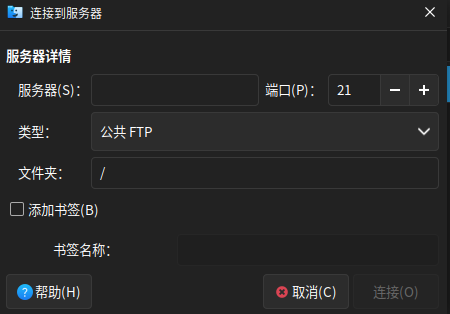 连接到服务器
服务器详情
服务器(S): 端口(P): 21
类型: 公共 FTP
文件夹: /
添加书签(B)
书签名称:
帮助(H) 取消(C) 连接(O)